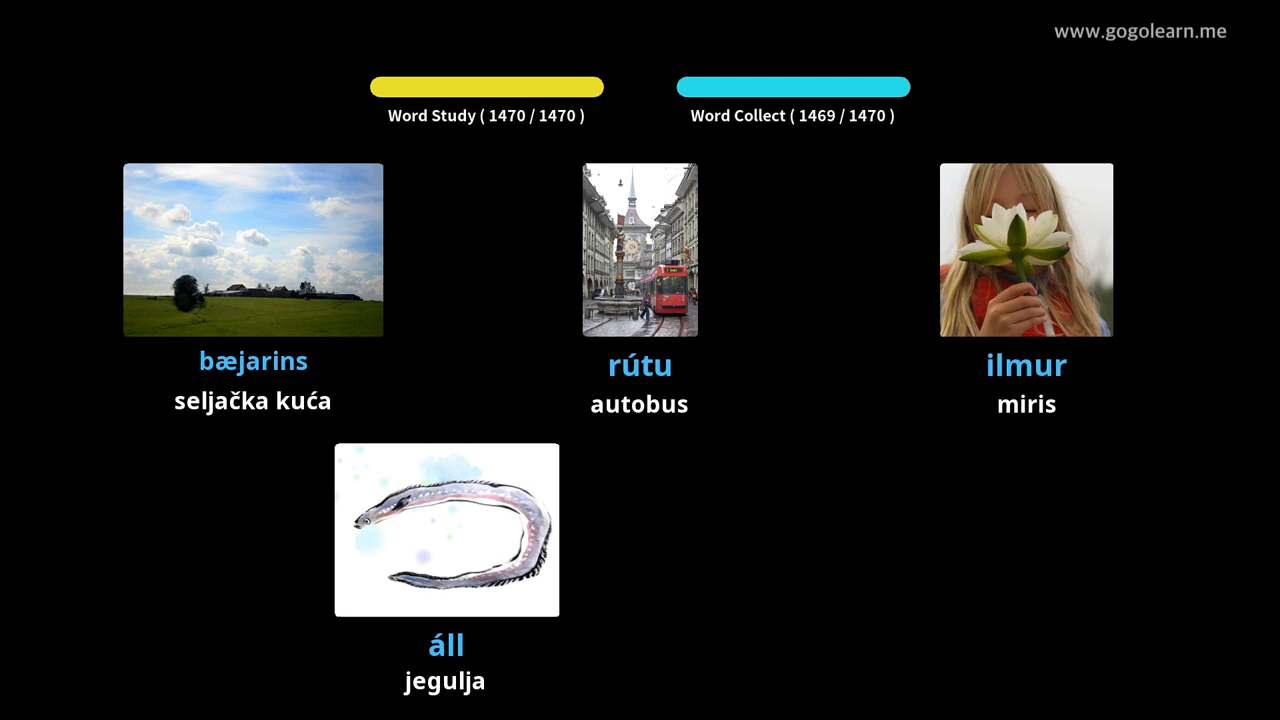 www.gogolearn.me
Word Study ( 1470 / 1470 )
Word Collect ( 1469 / 1470 )
bæjarins
seljačka kuća
rútu
autobus
ilmur
miris
áll
jegulja